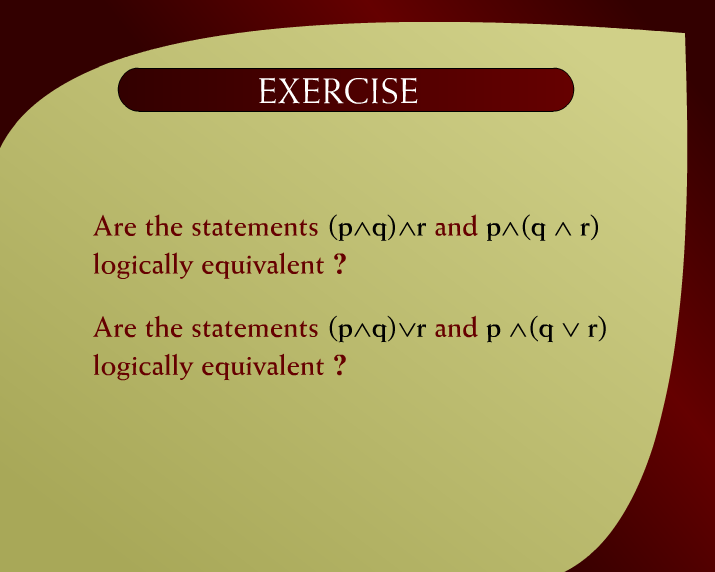 EXERCISE
Are the statements (p∧q)∧r and p∧(q ∧ r)
logically equivalent ?
Are the statements (p∧q)∨r and p ∧(q ∨ r)
logically equivalent ?